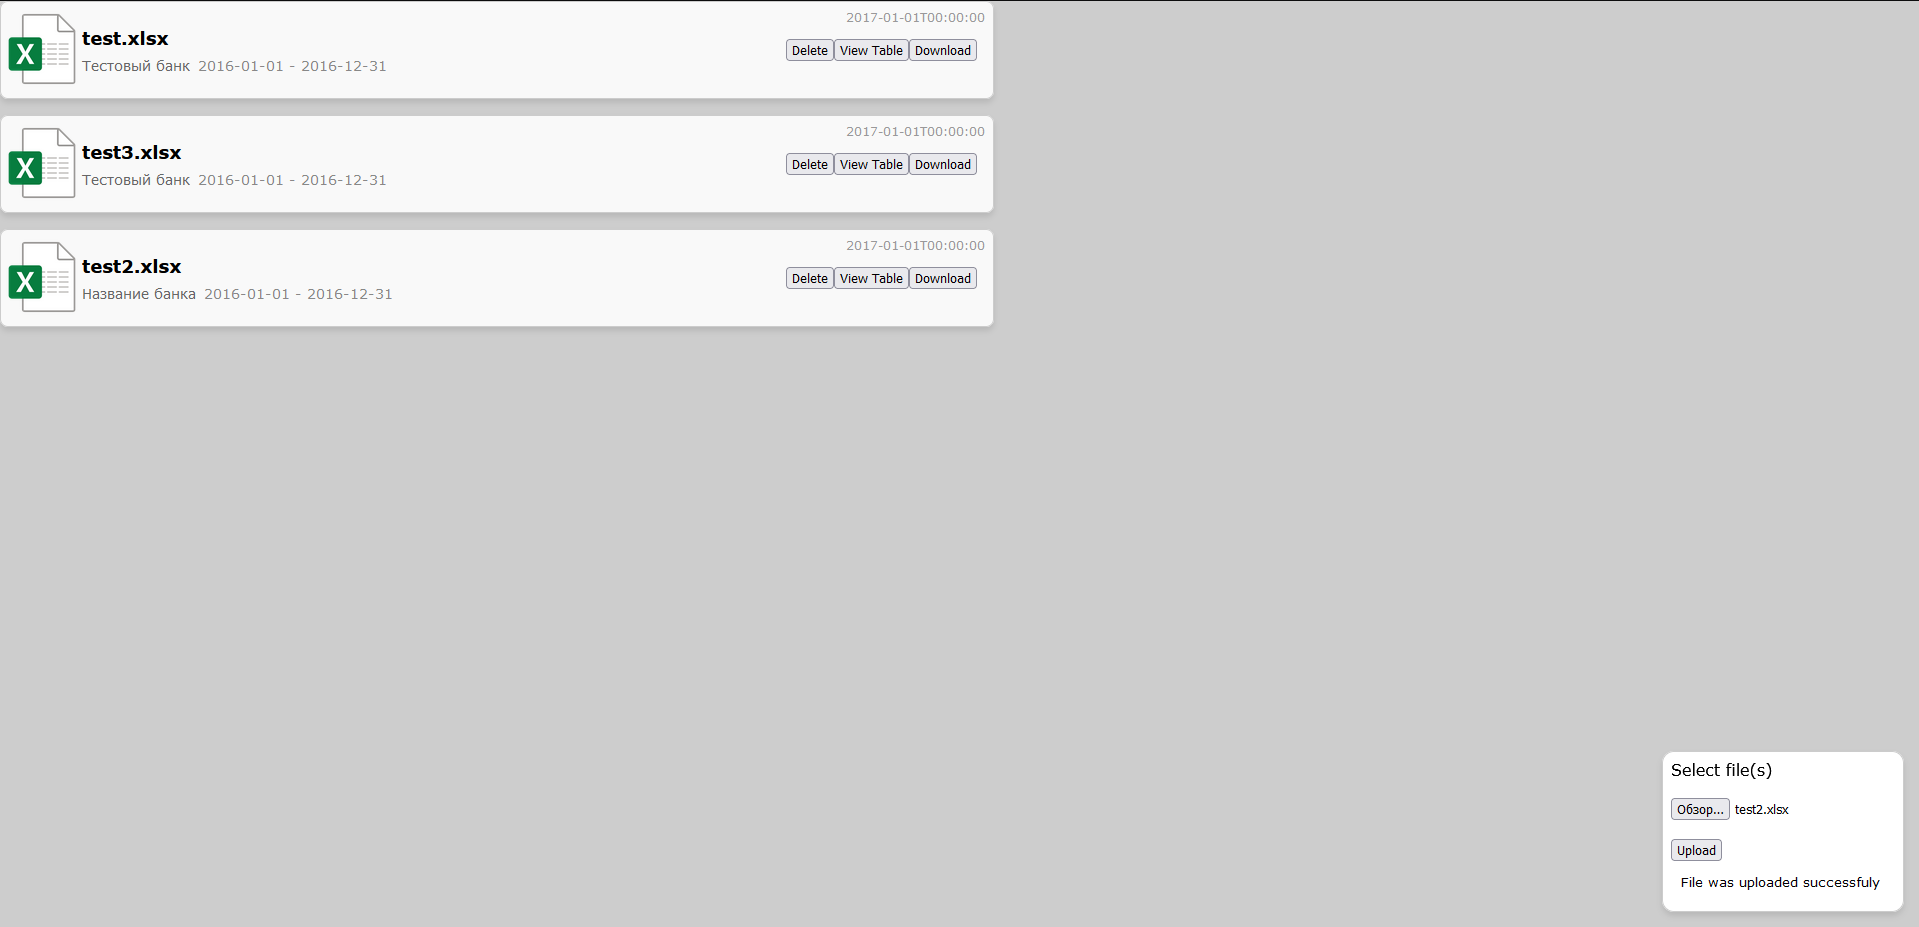 2017-01-01T00:00:00
test.xlsx
Delete View Table Download
Тестовый банк 2016-01-01 - 2016-12-31
2017-01-01T00:00:00
test3.xlsx
Delete View Table Download
Тестовый банк 2016-01-01 - 2016-12-31
2017-01-01T00:00:00
test2.xlsx
Delete View Table Download
Название банка 2016-01-01 - 2016-12-31
Select file(s)
Обзор... test2.xlsx
Upload
File was uploaded successfuly